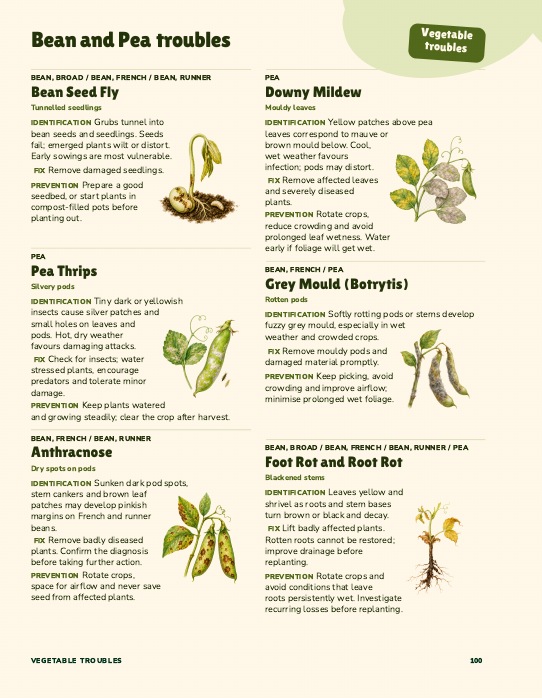 Bean and Pea troubles
Vegetable
troubles
BEAN, BROAD / BEAN, FRENCH / BEAN, RUNNER
Bean Seed Fly
Tunnelled seedlings
IDENTIFICATION Grubs tunnel into
bean seeds and seedlings. Seeds
fail; emerged plants wilt or distort.
Early sowings are most vulnerable.
FIX Remove damaged seedlings.
PREVENTION Prepare a good
seedbed, or start plants in
compost-filled pots before
planting out.
PEA
Pea Thrips
Silvery pods
IDENTIFICATION Tiny dark or yellowish
insects cause silver patches and
small holes on leaves and
pods. Hot, dry weather
favours damaging attacks.
FIX Check for insects; water
stressed plants, encourage
predators and tolerate minor
damage.
PREVENTION Keep plants watered
and growing steadily; clear the crop after harvest.
BEAN, FRENCH / BEAN, RUNNER
Anthracnose
Dry spots on pods
IDENTIFICATION Sunken dark pod spots,
stem cankers and brown leaf
patches may develop pinkish
margins on French and runner
beans.
FIX Remove badly diseased
plants. Confirm the diagnosis
before taking further action.
PREVENTION Rotate crops,
space for airflow and never save
seed from affected plants.
PEA
Downy Mildew
Mouldy leaves
IDENTIFICATION Yellow patches above pea
leaves correspond to mauve or
brown mould below. Cool,
wet weather favours
infection; pods may distort.
FIX Remove affected leaves
and severely diseased
plants.
PREVENTION Rotate crops,
reduce crowding and avoid
prolonged leaf wetness. Water
early if foliage will get wet.
BEAN, FRENCH / PEA
Grey Mould (Botrytis)
Rotten pods
IDENTIFICATION Softly rotting pods or stems develop
fuzzy grey mould, especially in wet
weather and crowded crops.
FIX Remove mouldy pods and
damaged material promptly.
PREVENTION Keep picking, avoid
crowding and improve airflow;
minimise prolonged wet foliage.
BEAN, BROAD / BEAN, FRENCH / BEAN, RUNNER / PEA
Foot Rot and Root Rot
Blackened stems
IDENTIFICATION Leaves yellow and
shrivel as roots and stem bases
turn brown or black and decay.
FIX Lift badly affected plants.
Rotten roots cannot be restored;
improve drainage before
replanting.
PREVENTION Rotate crops and
avoid conditions that leave
roots persistently wet. Investigate
recurring losses before replanting.
VEGETABLE TROUBLES
100